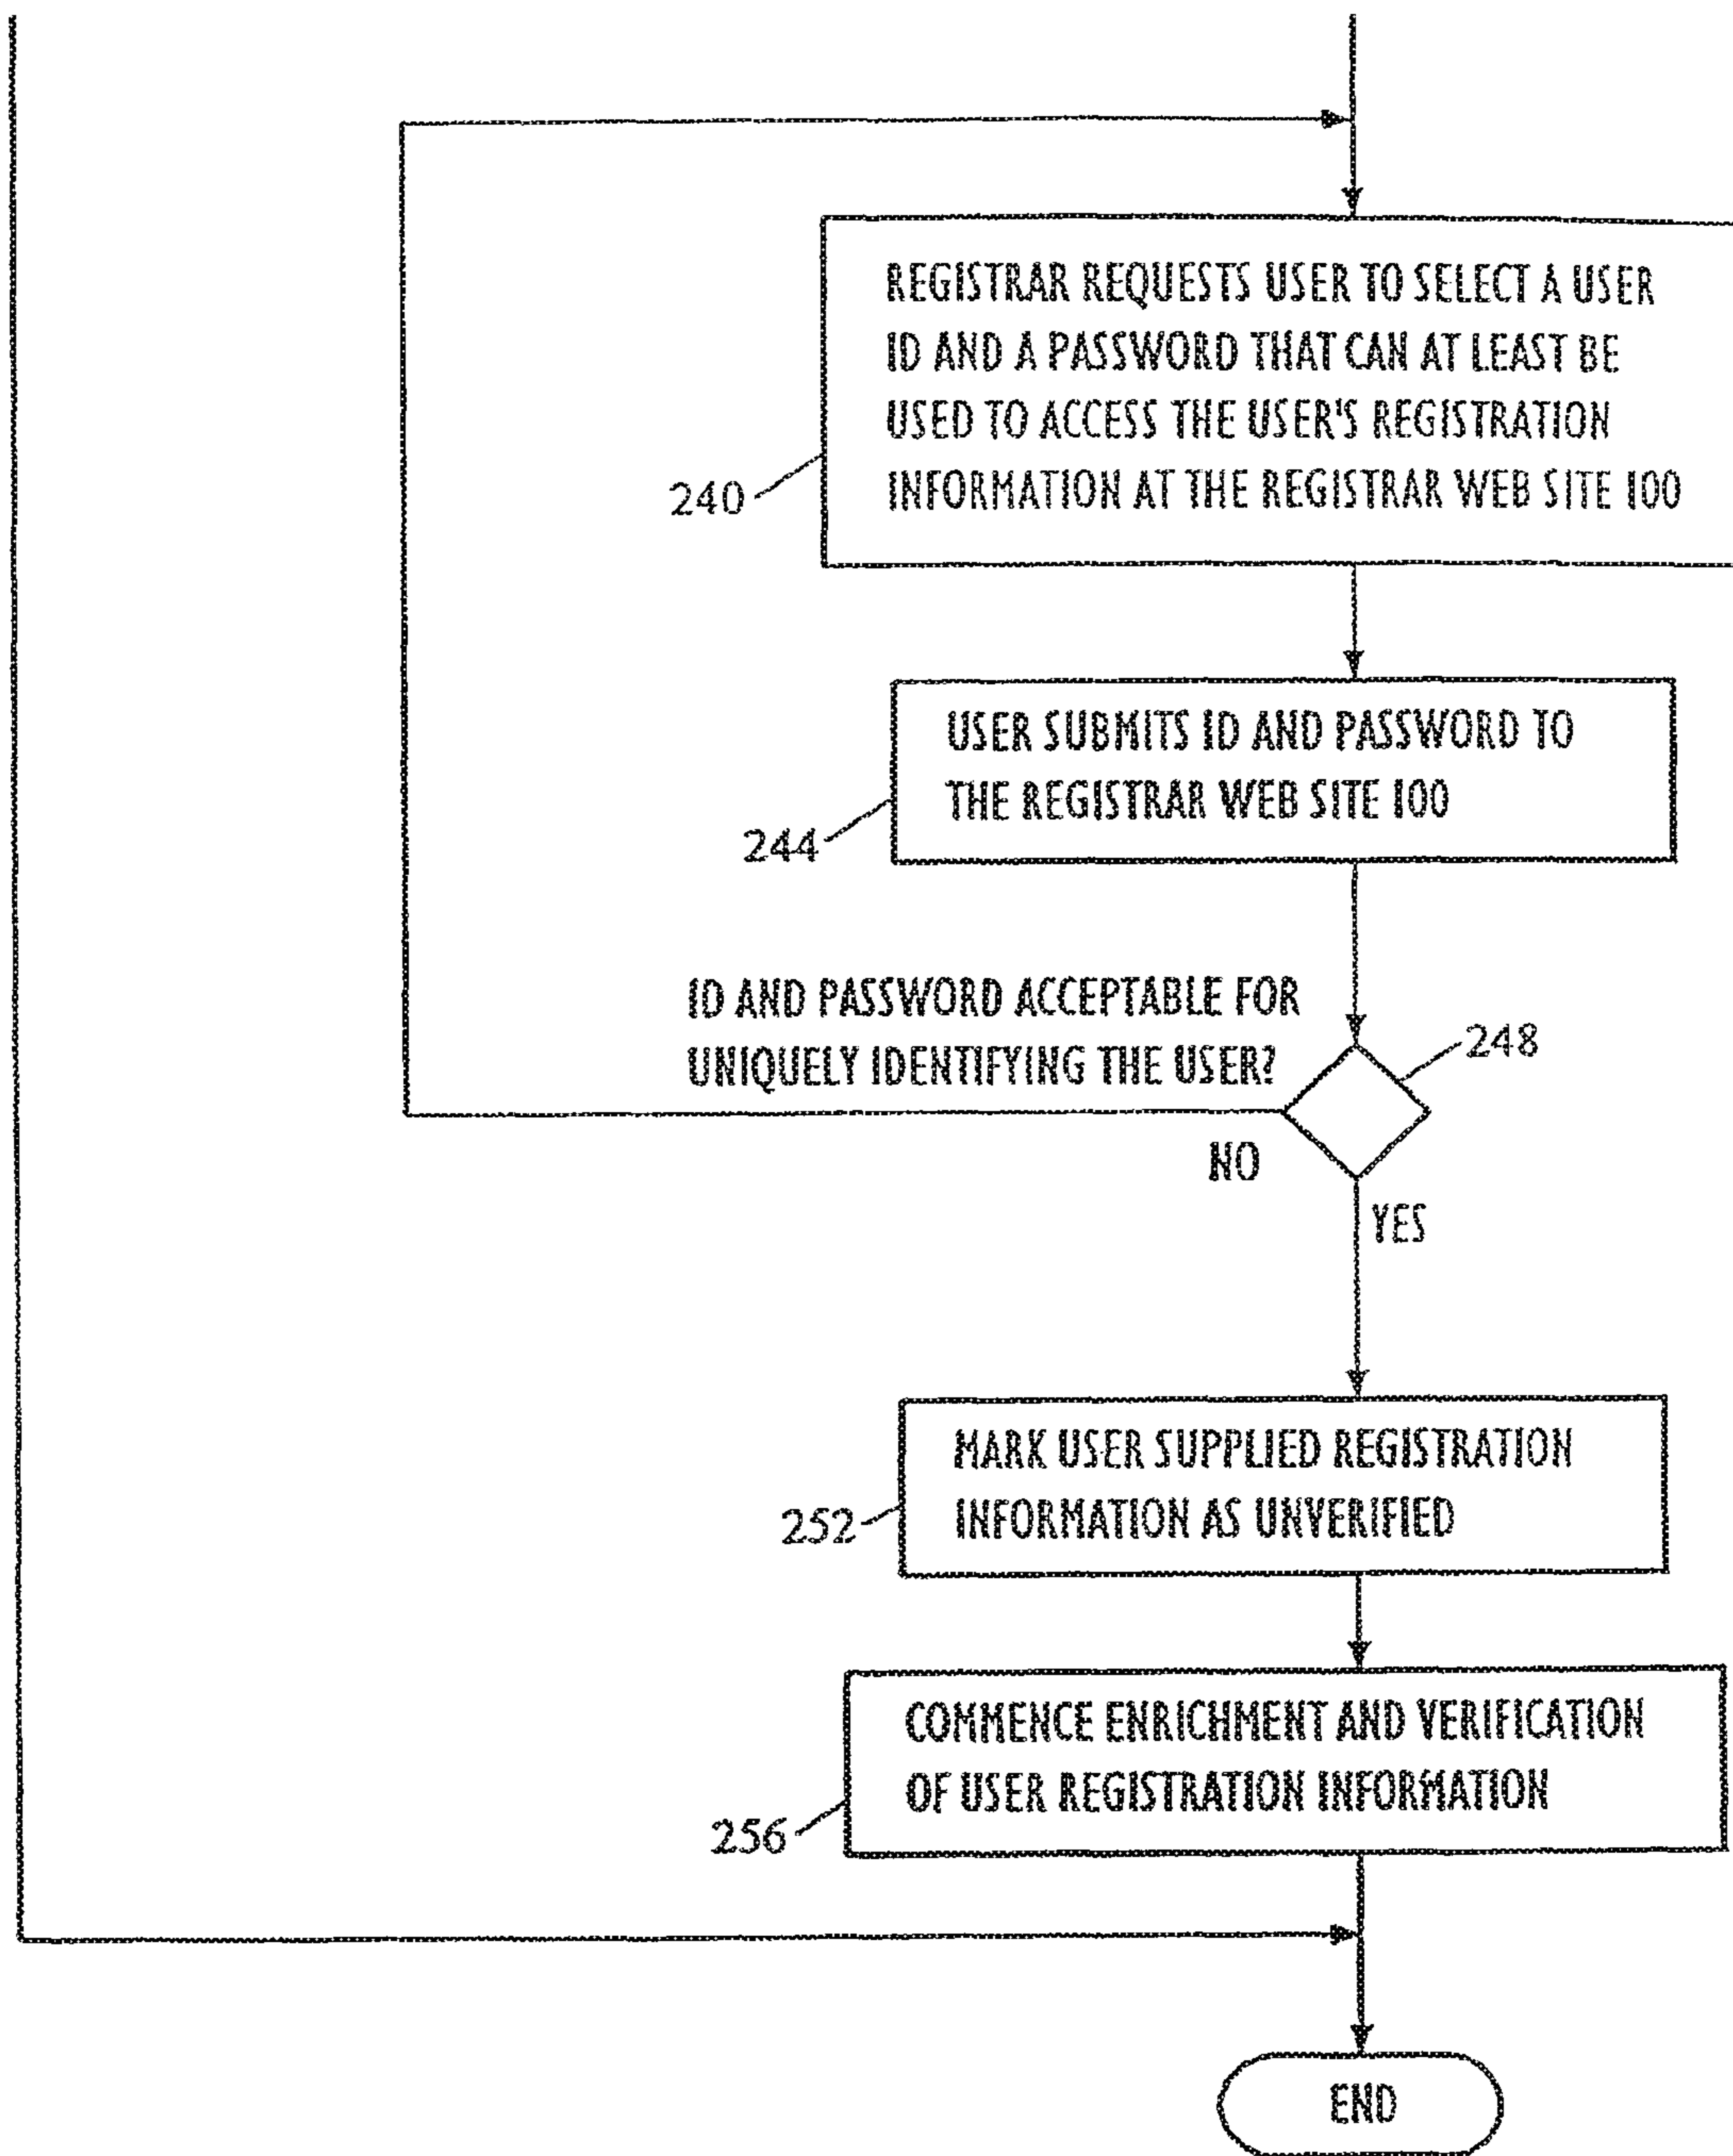 REGISTRAR REQUESTS USER TO SELECT A USER
ID AND A PASSWORD THAT CAN AT LEAST BE
USED TO ACCESS THE USER'S REGISTRATION
INFORMATION AT THE REGISTRAR WEB SITE 100
240
USER SUBMITS ID AND PASSWORD TO
THE REGISTRAR WEB SITE 100
244
ID AND PASSWORD ACCEPTABLE FOR
UNIQUELY IDENTIFYING THE USER?
248
NO
YES
MARK USER SUPPLIED REGISTRATION
INFORMATION AS UNVERIFIED
252
COMMENCE ENRICHMENT AND VERIFICATION
OF USER REGISTRATION INFORMATION
256
END